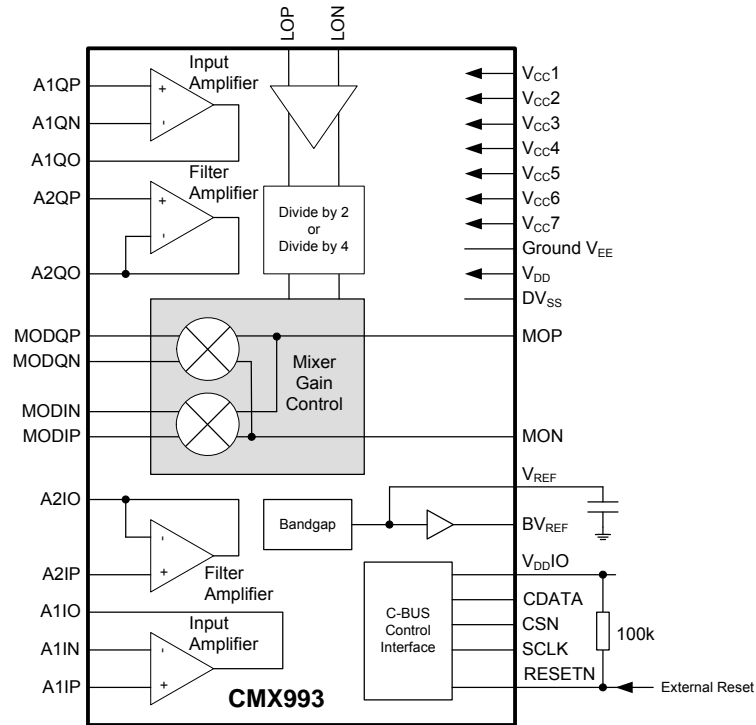 LOP
LON
Input
Amplifier
A1QP
+
A1QN
-
A1QO
Filter
Amplifier
A2QP
+
-
A2QO
Divide by 2
or
Divide by 4
VCC1
VCC2
VCC3
VCC4
VCC5
VCC6
VCC7
Ground VEE
VDD
DVSS
MODQP
MODQN
MODIN
MODIP
Mixer
Gain
Control
MOP
MON
A2IO
-
A2IP
+
Filter
Amplifier
A1IO
Input
Amplifier
A1IN
-
A1IP
+
Bandgap
VREF
BVREF
C-BUS
Control
Interface
VDDIO
CDATA
CSN
SCLK
RESETN
100k
External Reset
CMX993